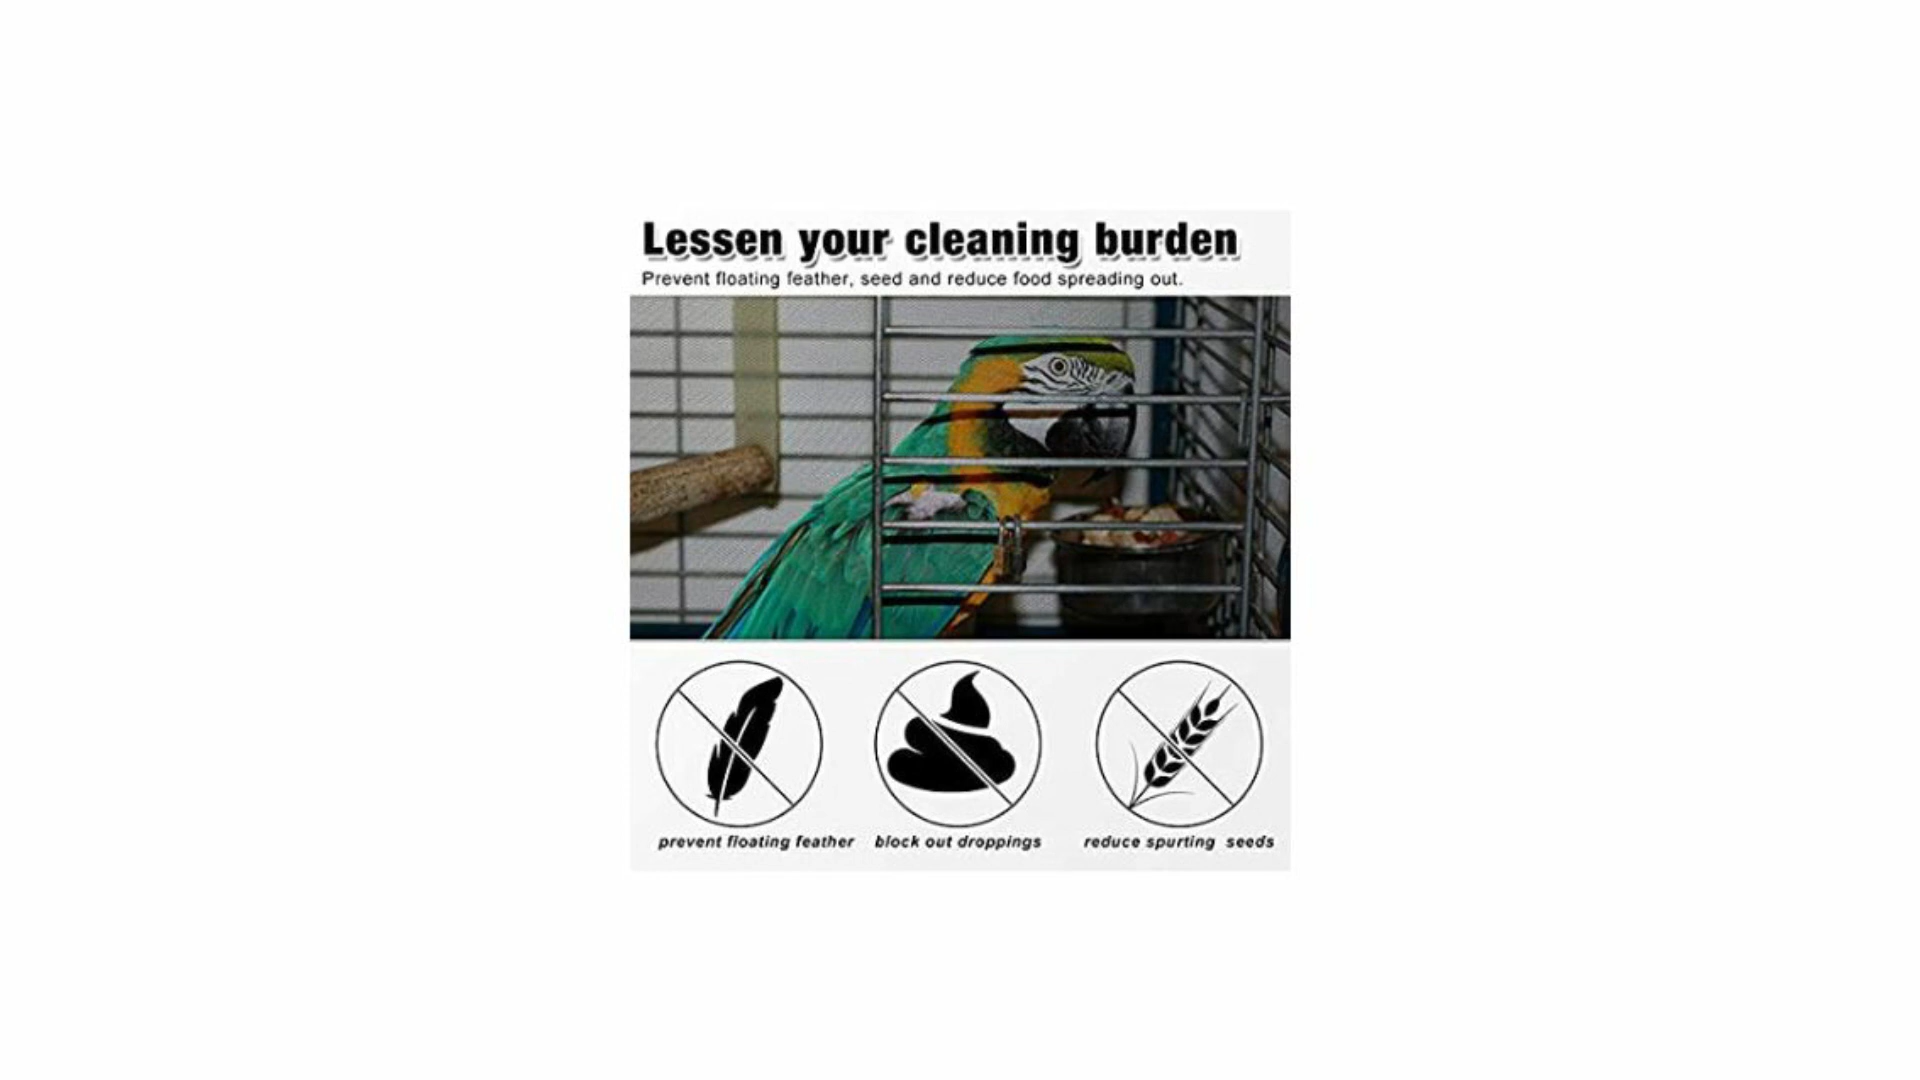 Lessen your cleaning burden
Prevent floating feather, seed and reduce food spreading out.
prevent floating feather
block out droppings
reduce spurting seeds